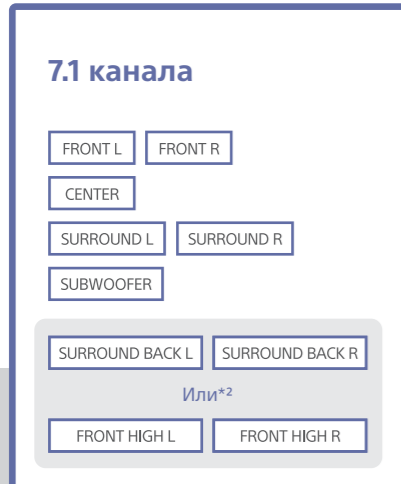 7.1 канала
FRONT L FRONT R
CENTER
SURROUND L SURROUND R
SUBWOOFER
SURROUND BACK L SURROUND BACK R
Или*²
FRONT HIGH L FRONT HIGH R